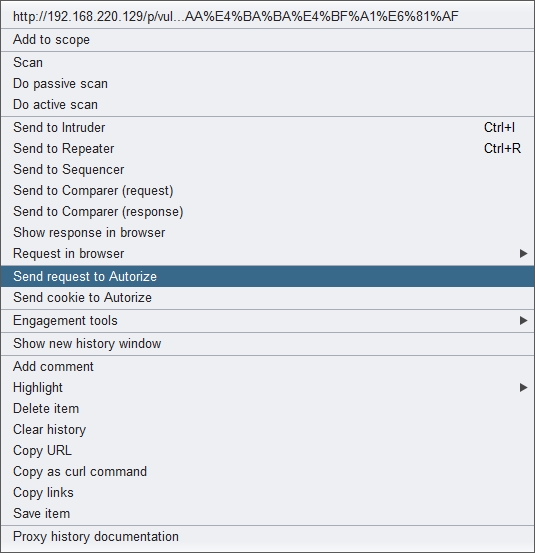 http://192.168.220.129/p/vul...AA%E4%BA%BA%E4%BF%A1%E6%81%AF
Add to scope
Scan
Do passive scan
Do active scan
Send to Intruder Ctrl+I
Send to Repeater Ctrl+R
Send to Sequencer
Send to Comparer (request)
Send to Comparer (response)
Show response in browser
Request in browser
Send request to Autorize
Send cookie to Autorize
Engagement tools
Show new history window
Add comment
Highlight
Delete item
Clear history
Copy URL
Copy as curl command
Copy links
Save item
Proxy history documentation